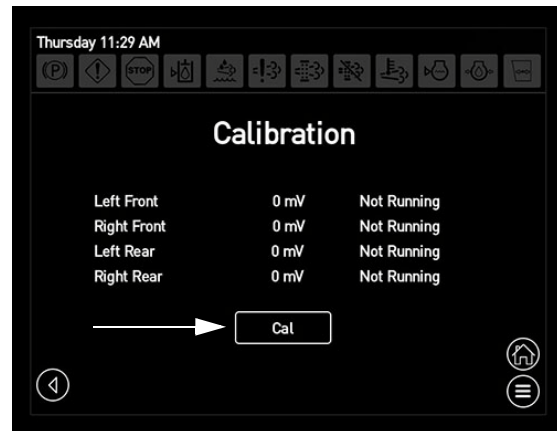 Thursday 11:29 AM
(P) STOP
Calibration
Left Front 0 mV Not Running
Right Front 0 mV Not Running
Left Rear 0 mV Not Running
Right Rear 0 mV Not Running
Cal